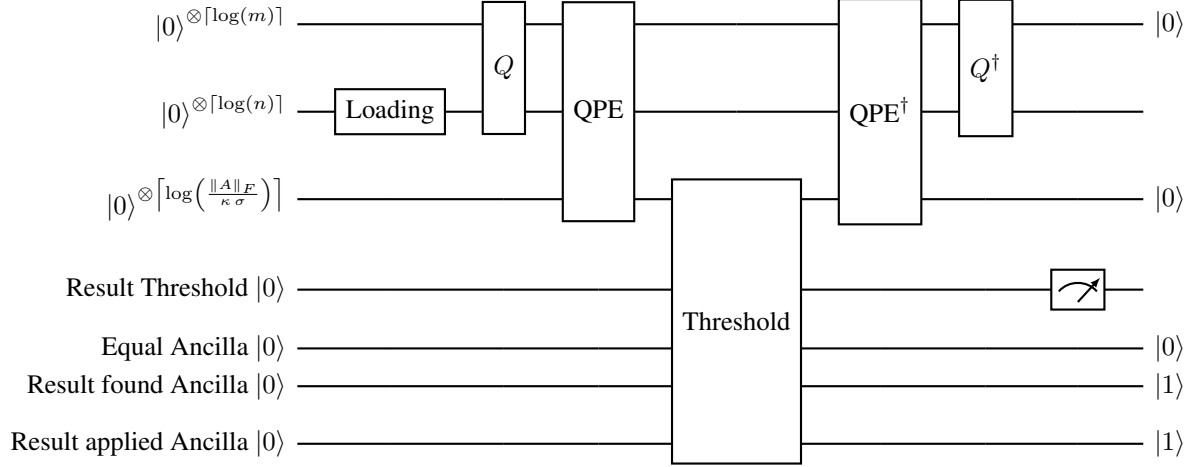 |0⟩^{⊗⌈log(m)⌉} Q QPE QPE† Q† |0⟩
|0⟩^{⊗⌈log(n)⌉} Loading
|0⟩^{⊗⌈log(‖A‖_F / κ σ)⌉} |0⟩
Result Threshold |0⟩
Threshold
Equal Ancilla |0⟩ |0⟩
Result found Ancilla |0⟩ |1⟩
Result applied Ancilla |0⟩ |1⟩